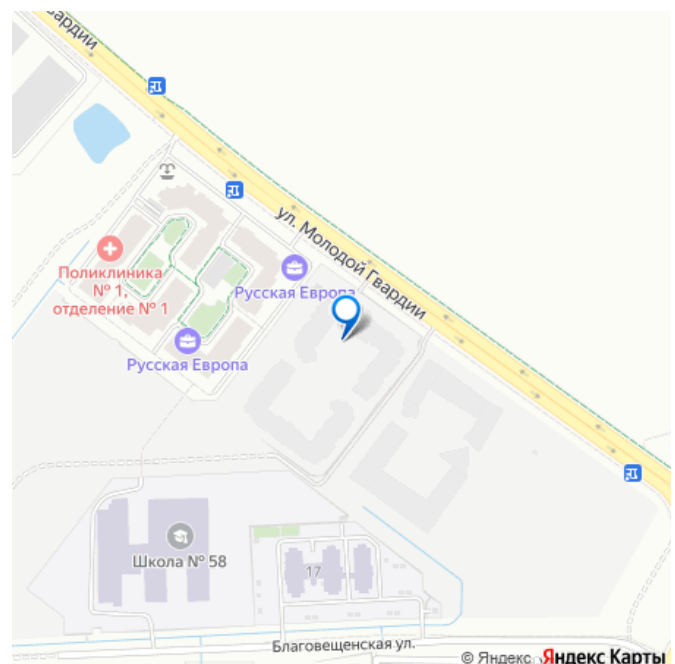 Гвардии
ул. Молодой Гвардии
Поликлиника
№ 1,
отделение № 1
Русская Европа
Русская Европа
Школа № 58
17
Благовещенская ул.
© Яндекс Яндекс Карты